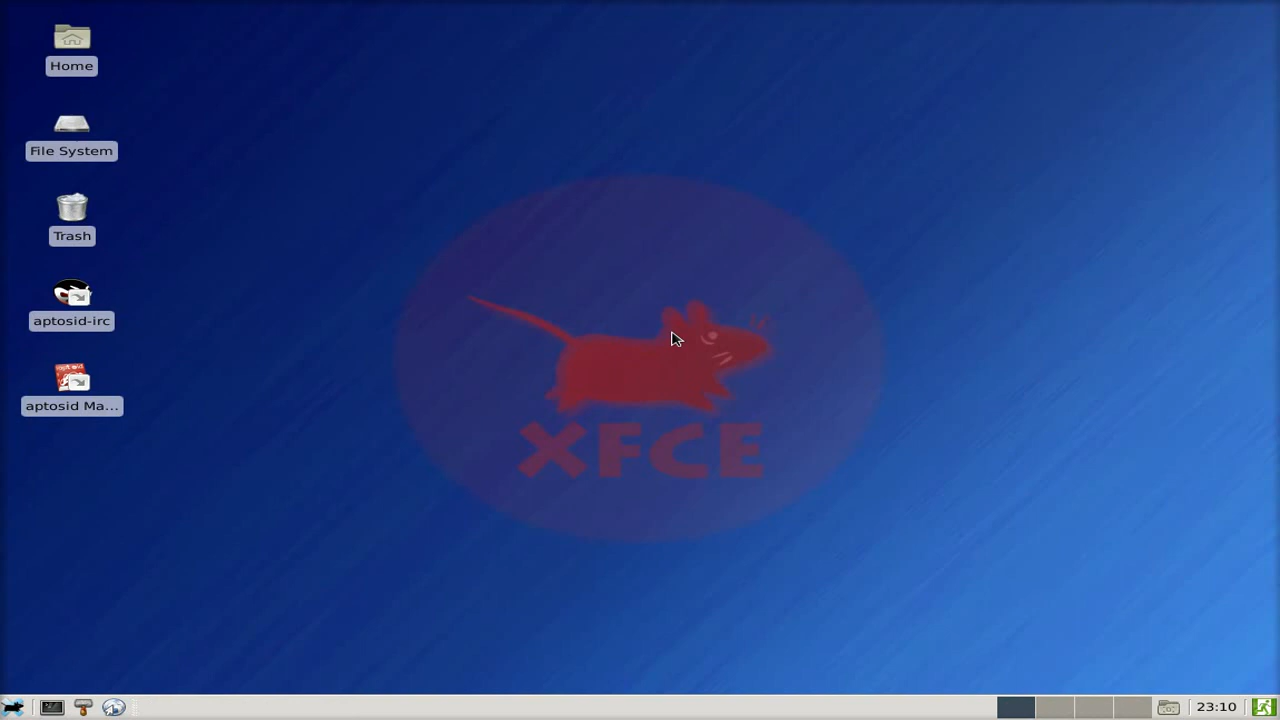 Home
File System
Trash
aptosid-irc
aptosid Ma...
XFCE
23:10